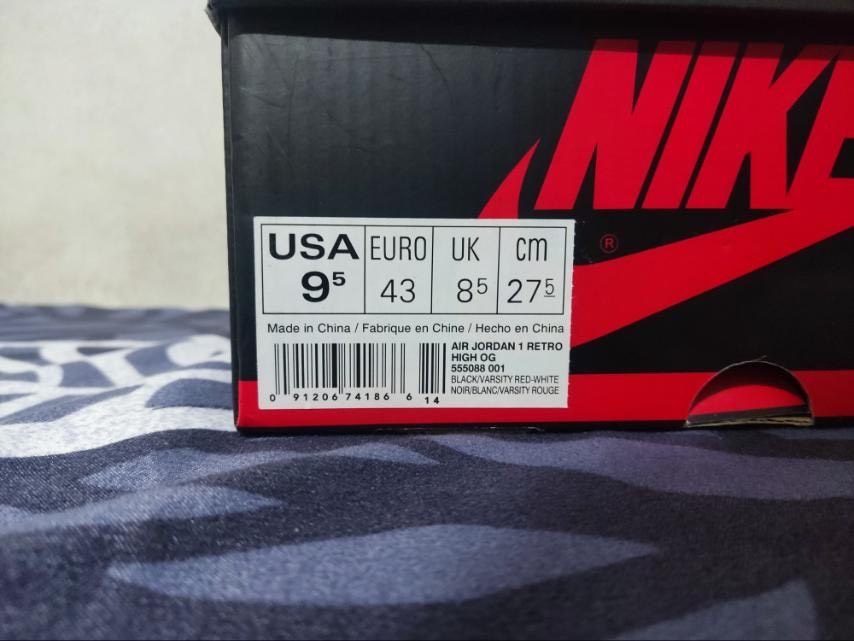 NIKE
®
USA EURO UK cm
9⁵ 43 8⁵ 27⁵
Made in China / Fabrique en Chine / Hecho en China
AIR JORDAN 1 RETRO
HIGH OG
555088 001
BLACK/VARSITY RED-WHITE
NOIR/BLANC/VARSITY ROUGE
0 91206 74186 6 14